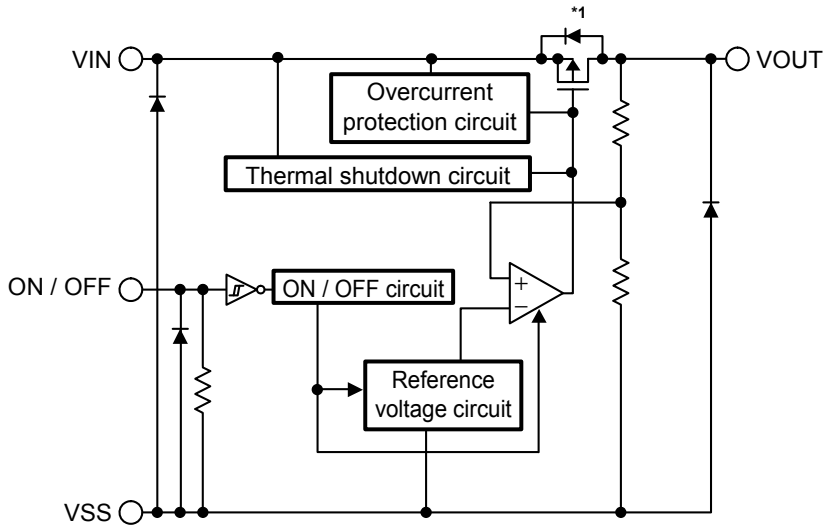 *1
VIN
VOUT
Overcurrent
protection circuit
Thermal shutdown circuit
ON / OFF
ON / OFF circuit
+
−
Reference
voltage circuit
VSS